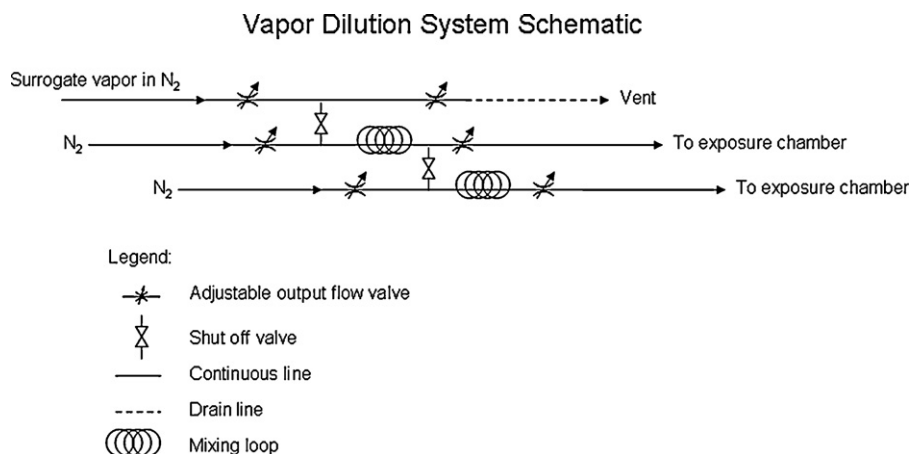 Vapor Dilution System Schematic
Surrogate vapor in N₂
Vent
N₂
To exposure chamber
N₂
To exposure chamber
Legend:
Adjustable output flow valve
Shut off valve
Continuous line
Drain line
Mixing loop